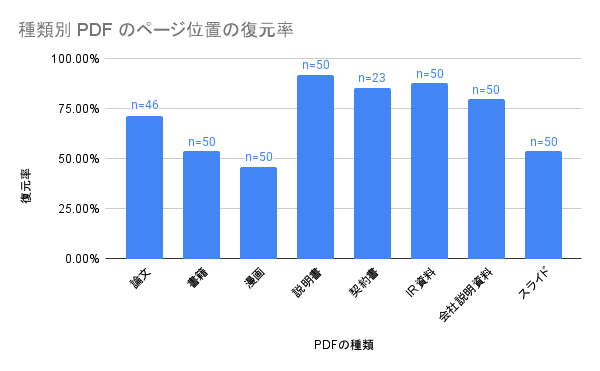 種類別 PDF のページ位置の復元率
100.00%
75.00%
50.00%
25.00%
0.00%
復元率
n=46
n=50
n=50
n=50
n=23
n=50
n=50
n=50
論文
書籍
漫画
説明書
契約書
IR資料
会社説明資料
スライド
PDFの種類